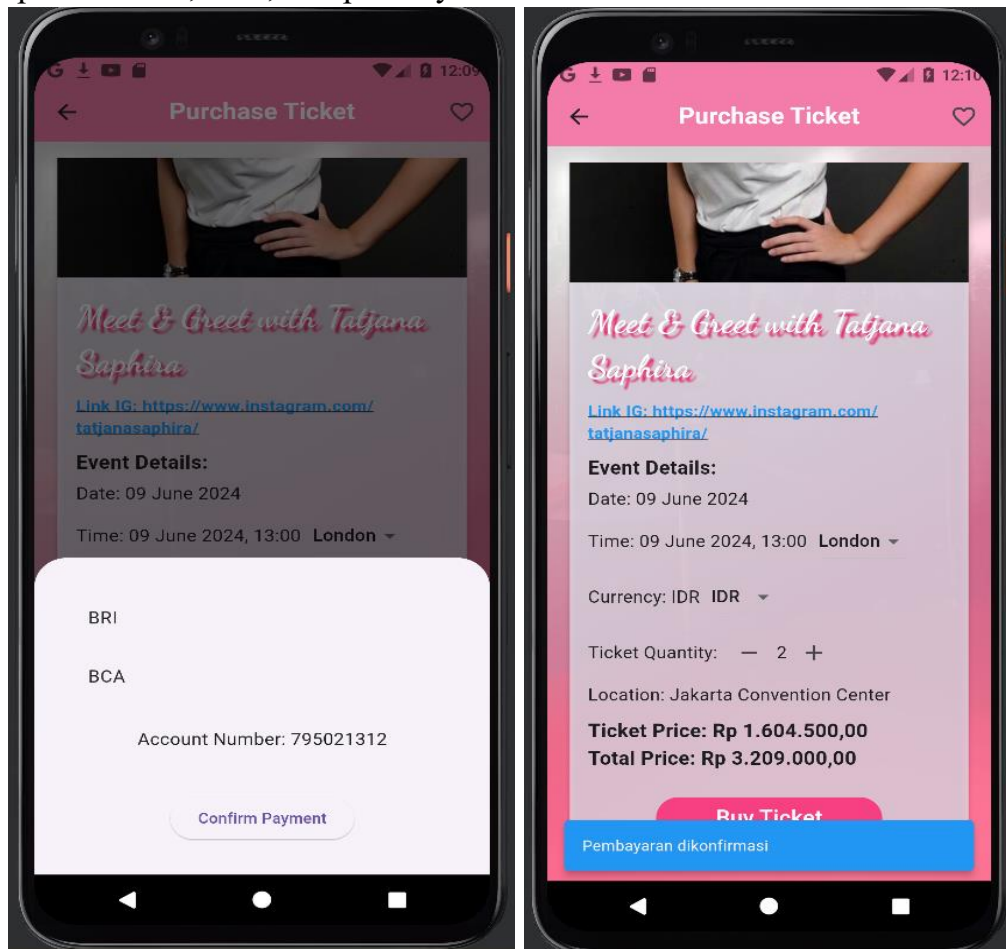 12:09
Purchase Ticket
Meet & Greet with Tatjana
Saphira
Link IG: https://www.instagram.com/
tatjanasaphira/
Event Details:
Date: 09 June 2024
Time: 09 June 2024, 13:00 London
BRI
BCA
Account Number: 795021312
Confirm Payment
12:10
Purchase Ticket
Meet & Greet with Tatjana
Saphira
Link IG: https://www.instagram.com/
tatjanasaphira/
Event Details:
Date: 09 June 2024
Time: 09 June 2024, 13:00 London
Currency: IDR IDR
Ticket Quantity: — 2 +
Location: Jakarta Convention Center
Ticket Price: Rp 1.604.500,00
Total Price: Rp 3.209.000,00
Buy Ticket
Pembayaran dikonfirmasi